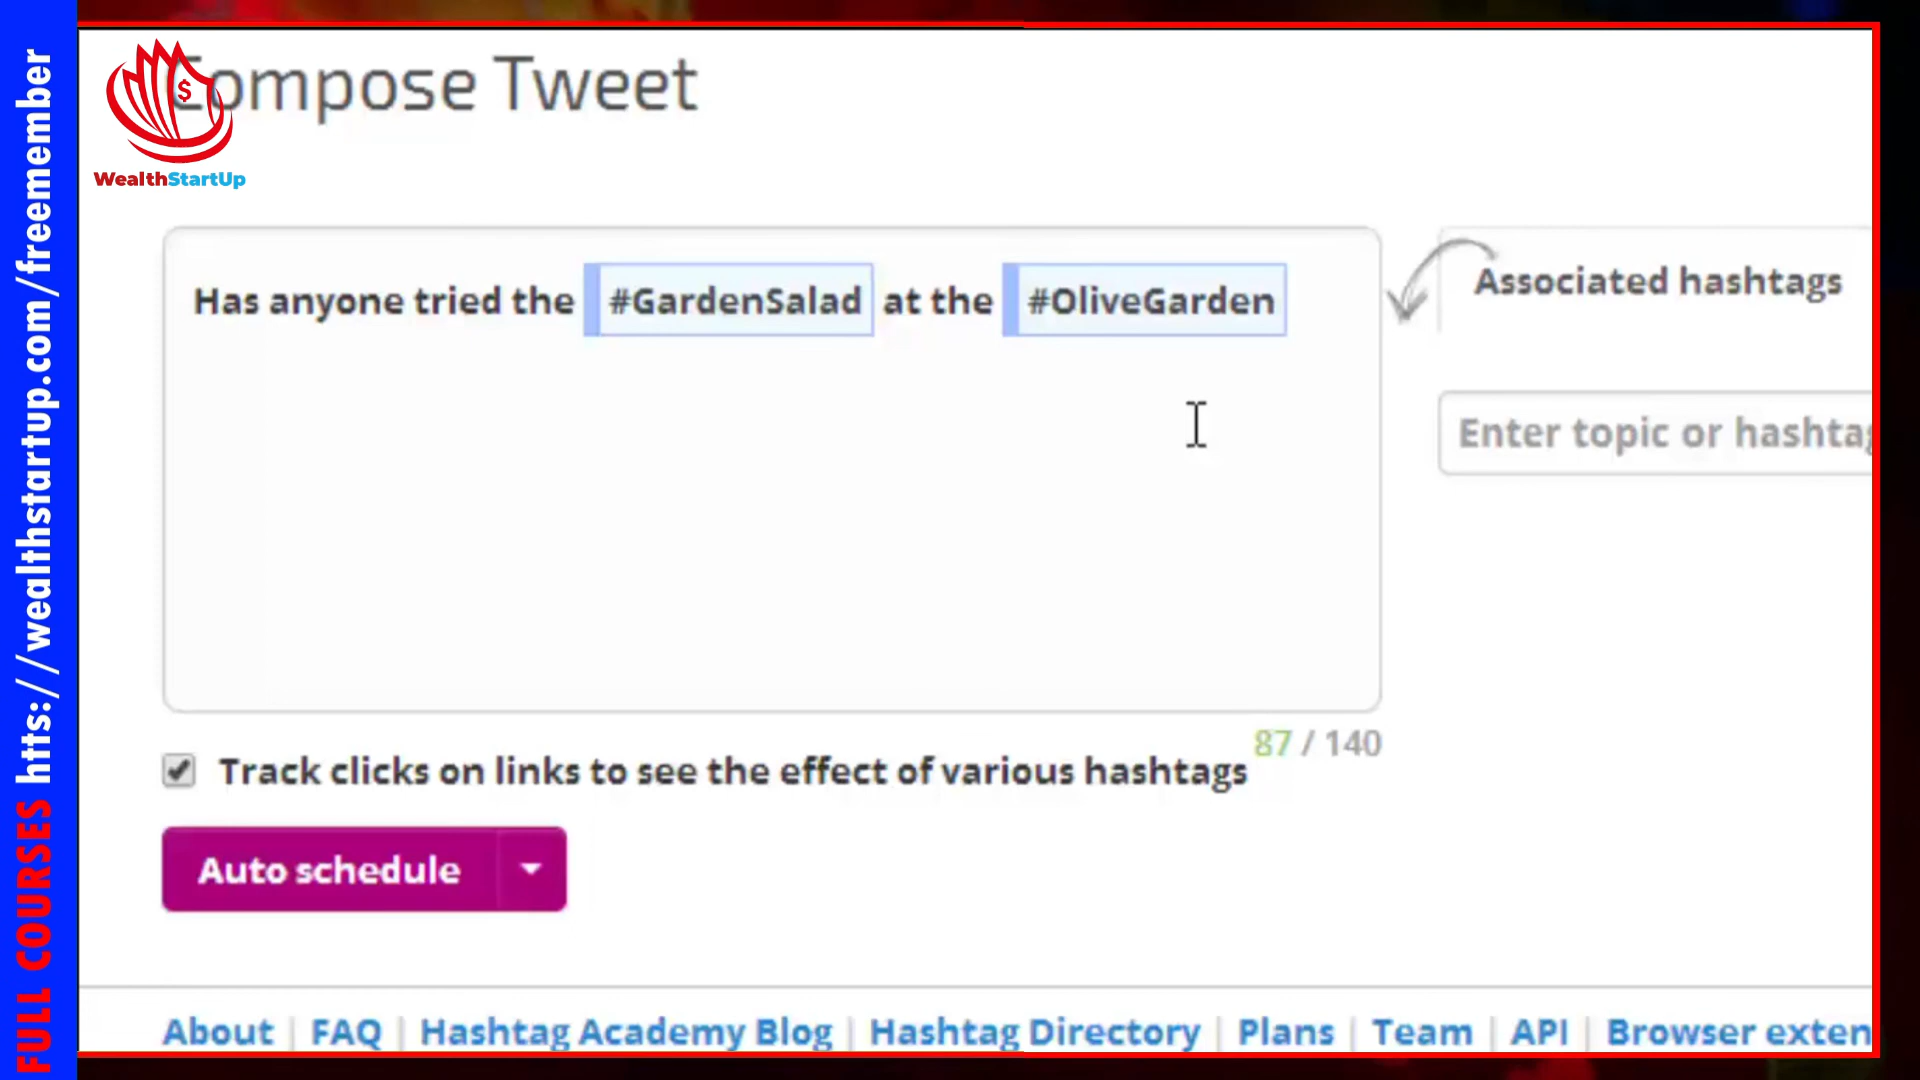 FULL COURSES htts://wealthstartup.com/freemember
Compose Tweet
$
WealthStartUp
Has anyone tried the #GardenSalad at the #OliveGarden
Associated hashtags
Enter topic or hashtag
87 / 140
Track clicks on links to see the effect of various hashtags
Auto schedule
About | FAQ | Hashtag Academy Blog | Hashtag Directory | Plans | Team | API | Browser exten